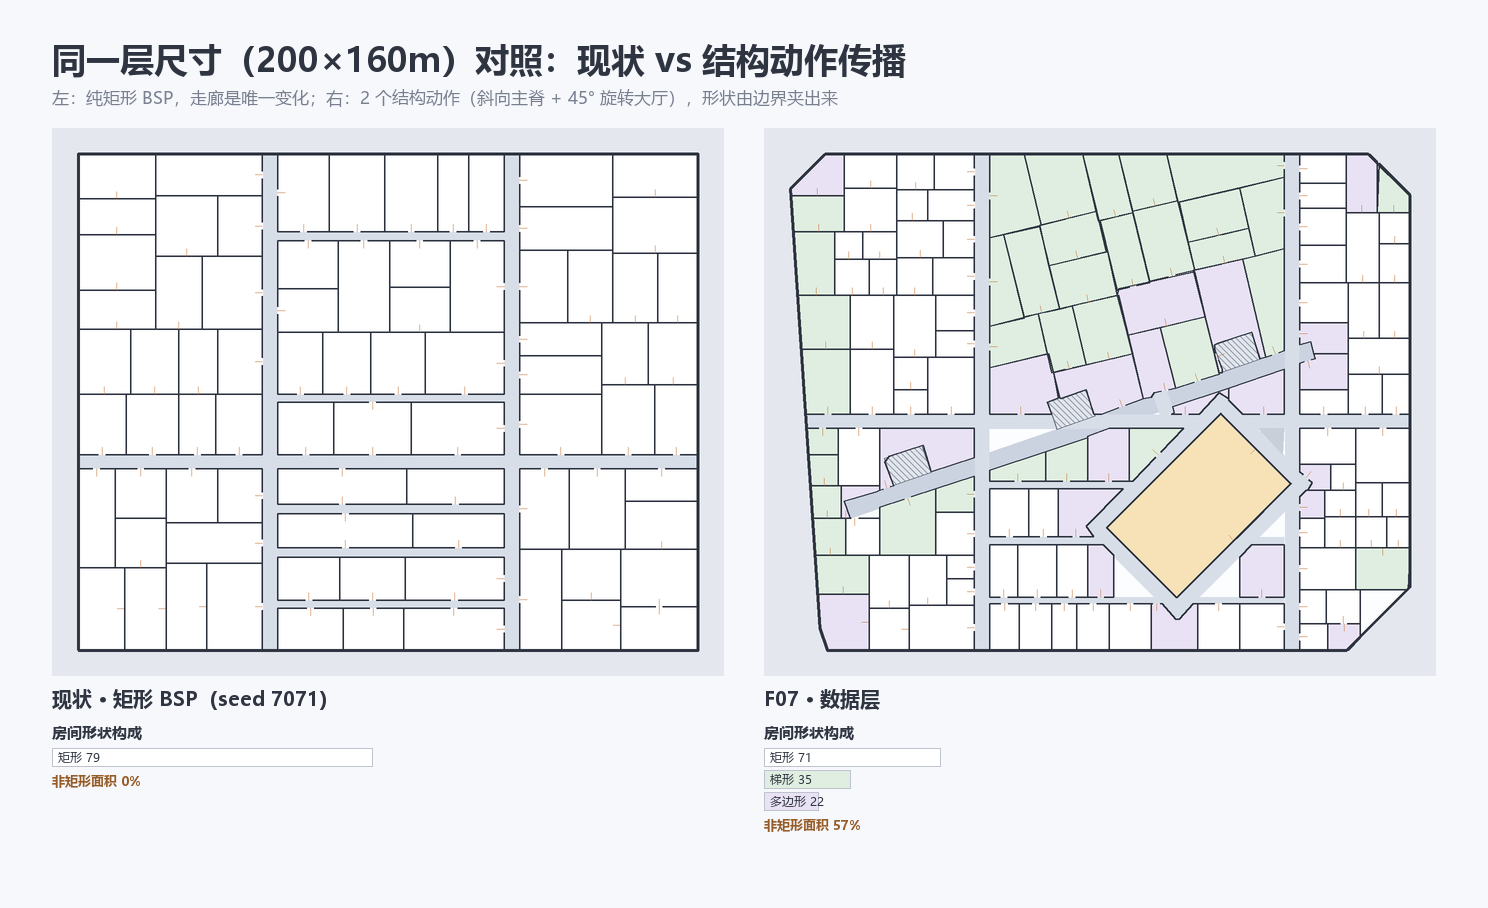 同一层尺寸（200×160m）对照：现状 vs 结构动作传播
左：纯矩形 BSP，走廊是唯一变化；右：2 个结构动作（斜向主脊 + 45° 旋转大厅），形状由边界夹出来
现状·矩形 BSP（seed 7071）
房间形状构成
矩形 79
非矩形面积 0%
F07·数据层
房间形状构成
矩形 71
梯形 35
多边形 22
非矩形面积 57%